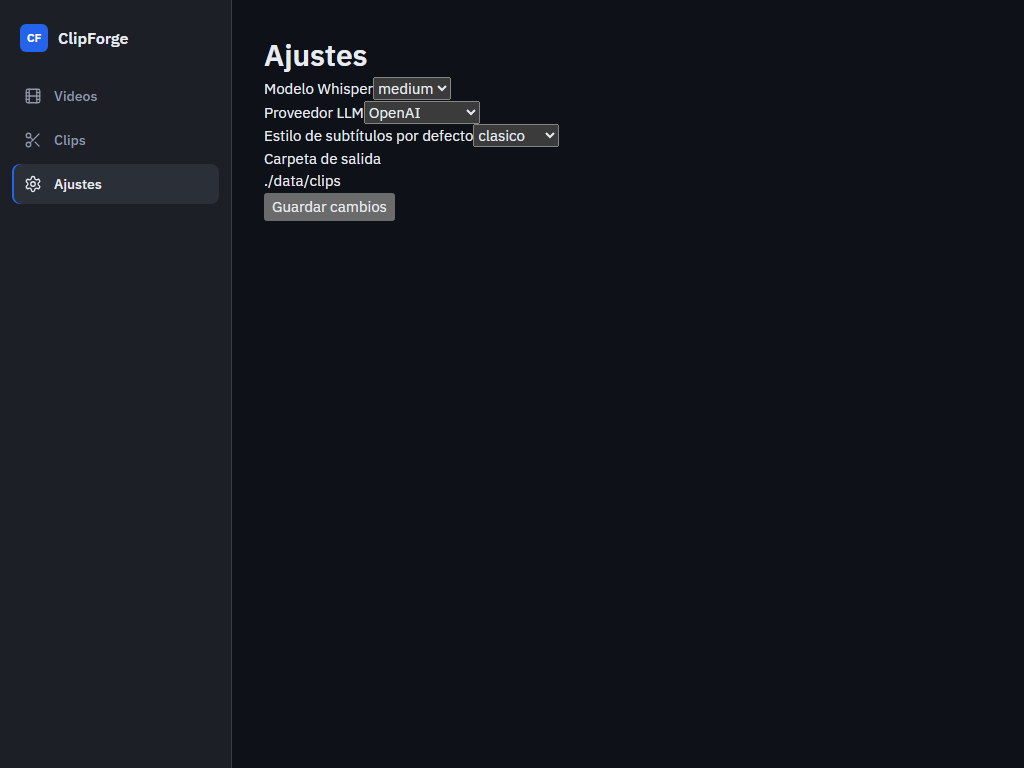 CF ClipForge
Videos
Clips
Ajustes
Ajustes
Modelo Whisper medium
Proveedor LLM OpenAI
Estilo de subtítulos por defecto clasico
Carpeta de salida
./data/clips
Guardar cambios